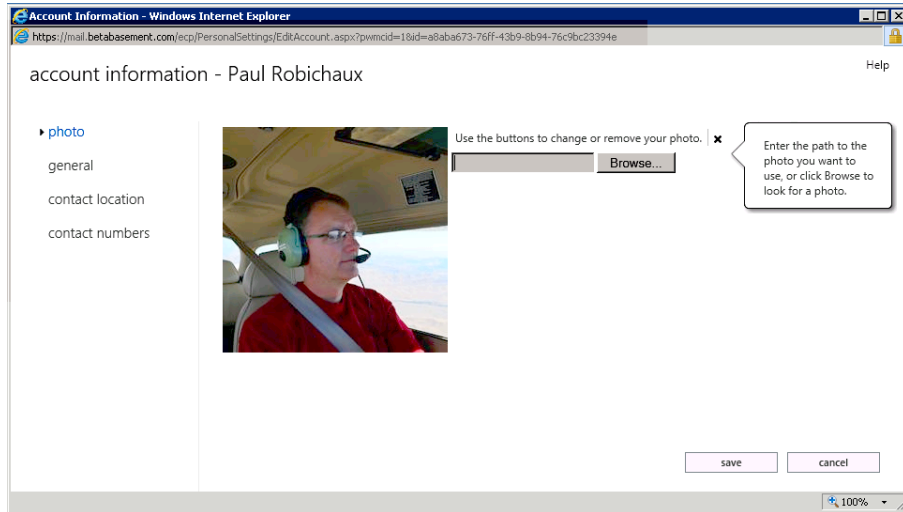 Account Information - Windows Internet Explorer
https://mail.betabasement.com/ecp/PersonalSettings/EditAccount.aspx?pwmcid=1&id=a8aba673-76ff-43b9-8b94-76c9bc23394e
Help
account information - Paul Robichaux
photo
general
contact location
contact numbers
Use the buttons to change or remove your photo.
Browse...
Enter the path to the
photo you want to
use, or click Browse to
look for a photo.
save
cancel
100%